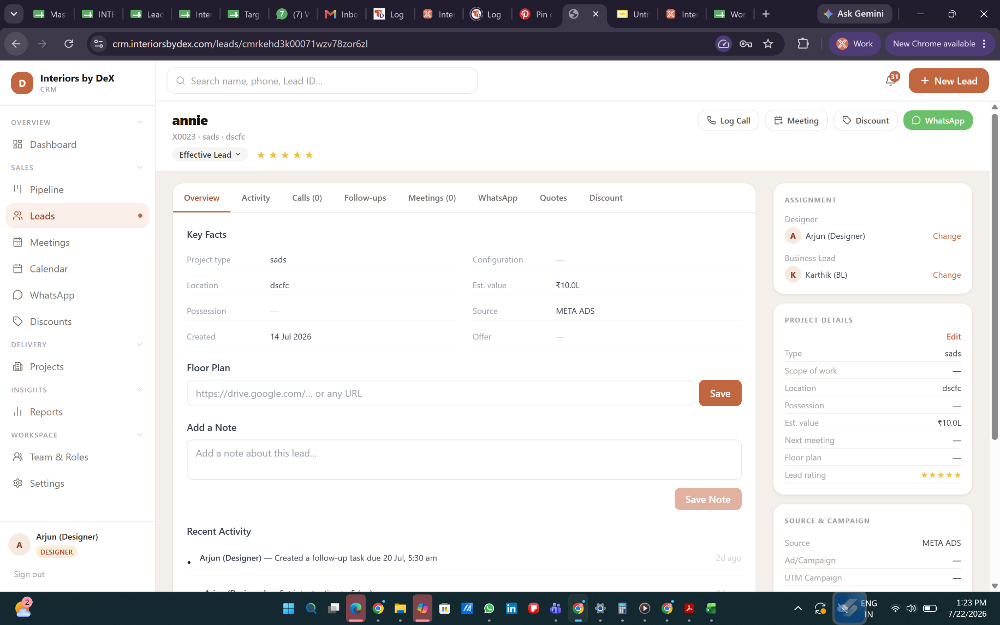 Mas
INTE
Lead
Inter
Targ
7
(7) W
Inbo
Log
Inter
Log
Pin
Unti
Inter
Wor
Ask Gemini
crm.interiorsbydex.com/leads/cmrkehd3k00071wzv78zor6zl
Work
New Chrome available
D
Interiors by DeX
CRM
Search name, phone, Lead ID...
31
+ New Lead
OVERVIEW
Dashboard
SALES
Pipeline
Leads
Meetings
Calendar
WhatsApp
Discounts
DELIVERY
Projects
INSIGHTS
Reports
WORKSPACE
Team & Roles
Settings
A
Arjun (Designer)
DESIGNER
Sign out
annie
X0023 · sads · dscfc
Effective Lead
Log Call
Meeting
Discount
WhatsApp
Overview
Activity
Calls (0)
Follow-ups
Meetings (0)
WhatsApp
Quotes
Discount
Key Facts
Project type sads
Configuration —
Location dscfc
Est. value ₹10.0L
Possession —
Source META ADS
Created 14 Jul 2026
Offer —
Floor Plan
https://drive.google.com/... or any URL
Save
Add a Note
Add a note about this lead...
Save Note
Recent Activity
Arjun (Designer) — Created a follow-up task due 20 Jul, 5:30 am 2d ago
ASSIGNMENT
Designer
A Arjun (Designer) Change
Business Lead
K Karthik (BL) Change
PROJECT DETAILS
Edit
Type sads
Scope of work —
Location dscfc
Possession —
Est. value ₹10.0L
Next meeting —
Floor plan —
Lead rating
SOURCE & CAMPAIGN
Source META ADS
Ad/Campaign —
UTM Campaign —
2
ENG
IN
1:23 PM
7/22/2026